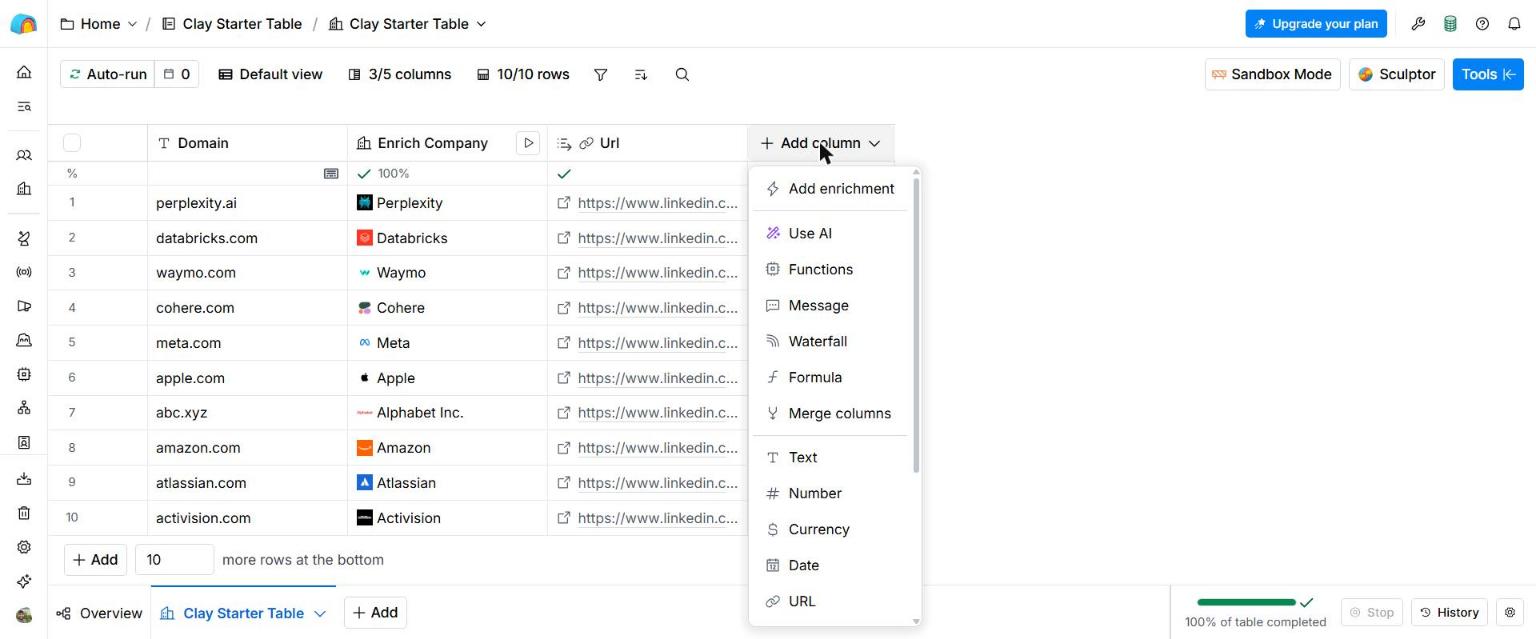 Home / Clay Starter Table / Clay Starter Table
Upgrade your plan
Auto-run 0 Default view 3/5 columns 10/10 rows
Sandbox Mode Sculptor Tools
Domain Enrich Company Url + Add column
% 100%
1 perplexity.ai Perplexity https://www.linkedin.c...
2 databricks.com Databricks https://www.linkedin.c...
3 waymo.com Waymo https://www.linkedin.c...
4 cohere.com Cohere https://www.linkedin.c...
5 meta.com Meta https://www.linkedin.c...
6 apple.com Apple https://www.linkedin.c...
7 abc.xyz Alphabet Inc. https://www.linkedin.c...
8 amazon.com Amazon https://www.linkedin.c...
9 atlassian.com Atlassian https://www.linkedin.c...
10 activision.com Activision https://www.linkedin.c...
Add enrichment
Use AI
Functions
Message
Waterfall
Formula
Merge columns
Text
Number
Currency
Date
URL
+ Add 10 more rows at the bottom
Overview Clay Starter Table + Add
100% of table completed
Stop History